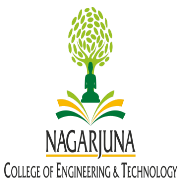 NAGARJUNA
COLLEGE OF ENGINEERING & TECHNOLOGY